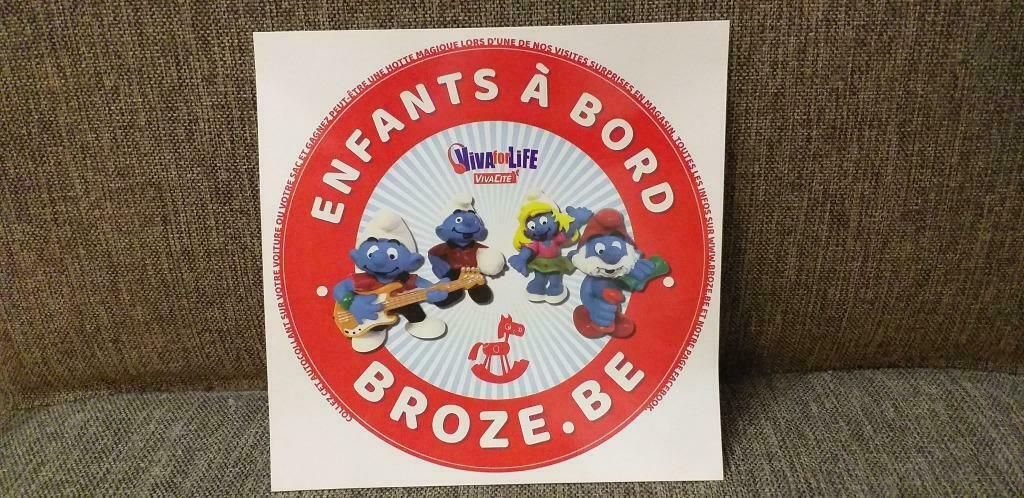 COLLEZ CET AUTOCOLLANT SUR VOTRE VOITURE OU VOTRE SAC ET GAGNEZ PEUT-ÊTRE UNE HOTTE MAGIQUE LORS D'UNE DE NOS VISITES SURPRISES EN MAGASIN. TOUTES LES INFOS SUR WWW.BROZE.BE ET NOTRE PAGE FACEBOOK
ENFANTS À BORD
VIVA for LIFE
VIVACITÉ
BROZE.BE